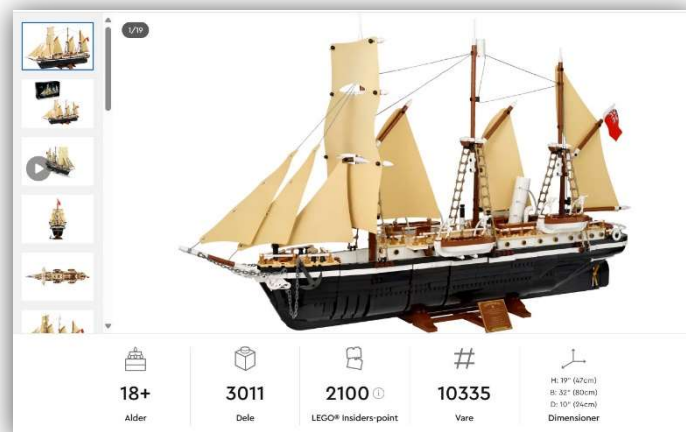 1/19
18+
Alder
3011
Dele
2100
LEGO® Insiders-point
10335
Vare
H: 19" (47cm)
B: 32" (80cm)
D: 10" (24cm)
Dimensioner